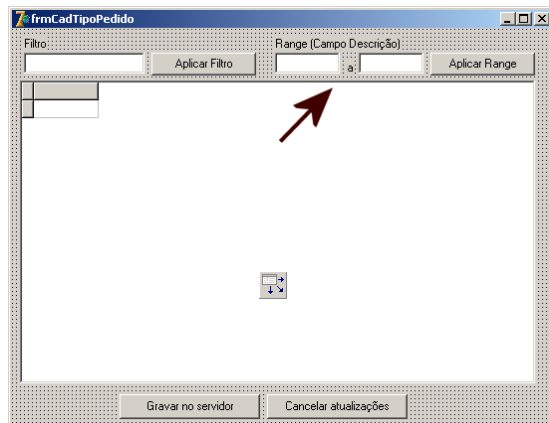 frmCadTipoPedido
Filtro
Range (Campo Descrição)
Aplicar Filtro
a
Aplicar Range
Gravar no servidor
Cancelar atualizações